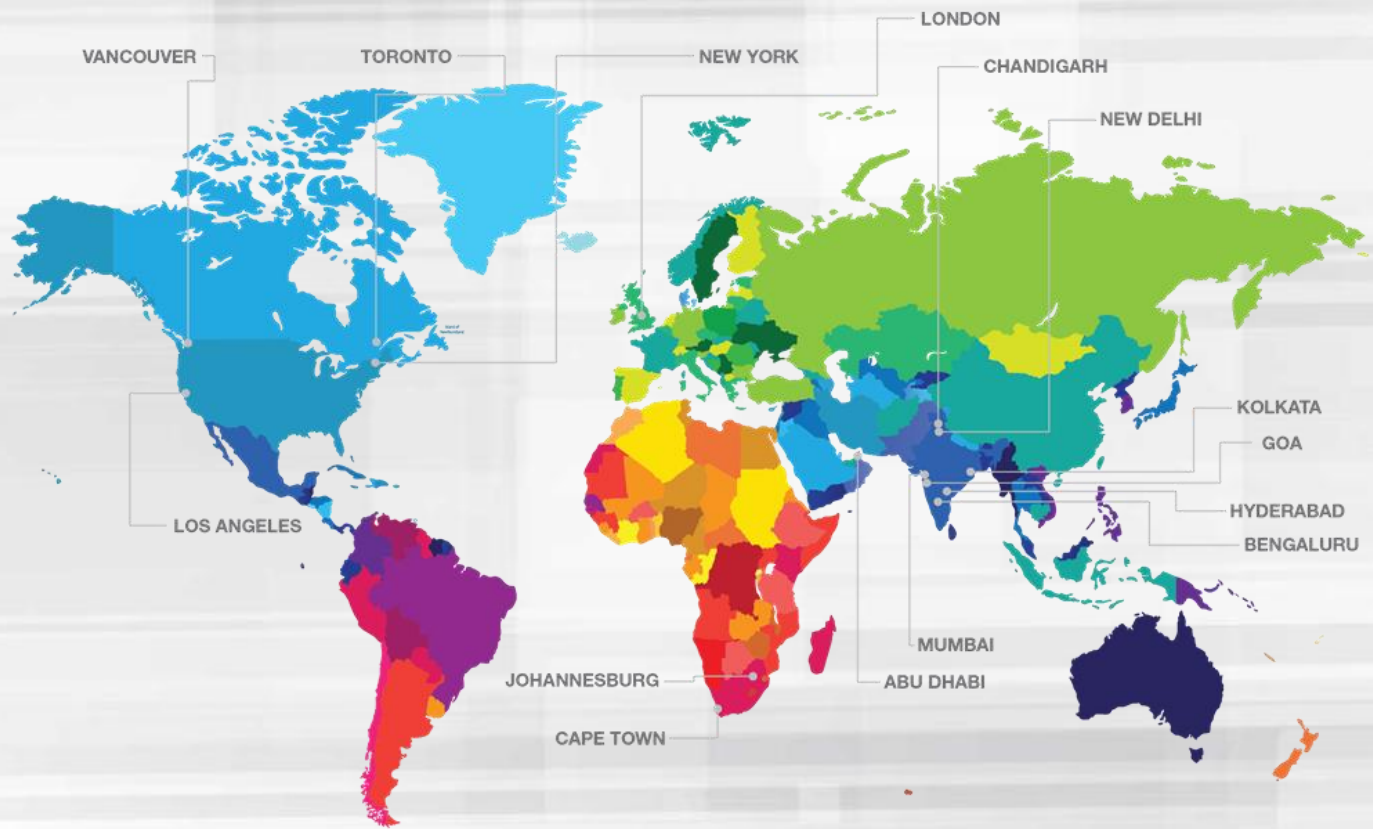 LONDON
VANCOUVER
TORONTO
NEW YORK
CHANDIGARH
NEW DELHI
KOLKATA
GOA
LOS ANGELES
HYDERABAD
BENGALURU
MUMBAI
JOHANNESBURG
ABU DHABI
CAPE TOWN